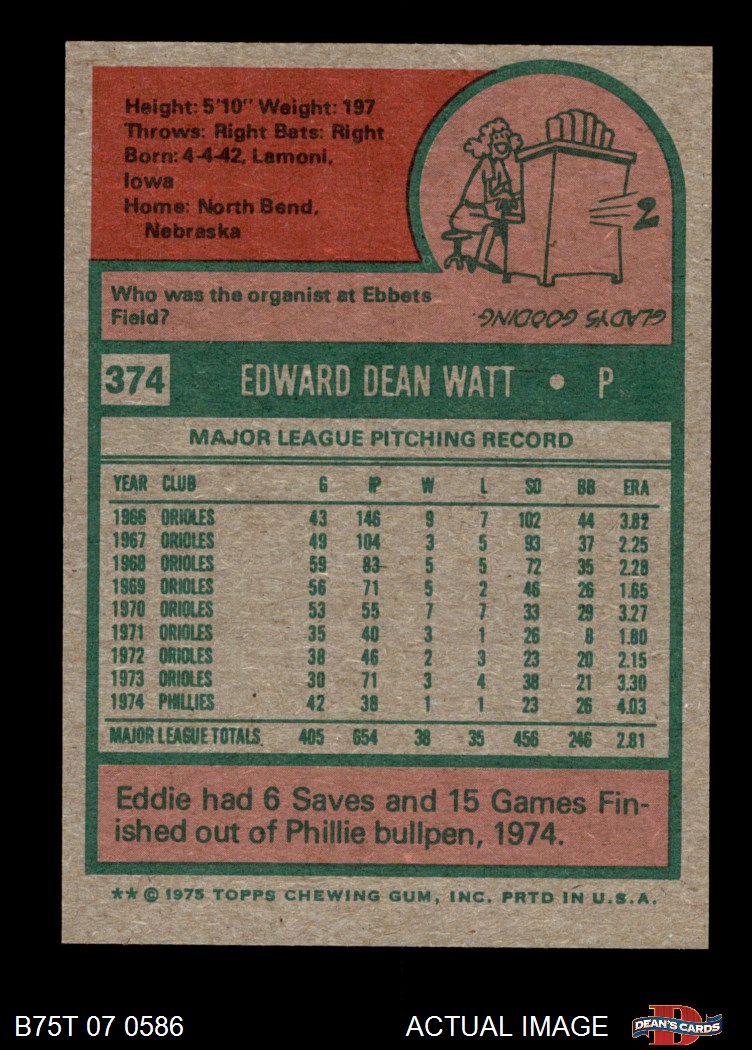 Height: 5'10" Weight: 197
Throws: Right Bats: Right
Born: 4-4-42, Lamoni,
Iowa
Home: North Bend,
Nebraska
2
Who was the organist at Ebbets
Field?
GLADYS GOODING.
374 EDWARD DEAN WATT • P
MAJOR LEAGUE PITCHING RECORD
YEAR CLUB G IP W L SO BB ERA
1966 ORIOLES 43 146 9 7 102 44 3.82
1967 ORIOLES 49 104 3 5 93 37 2.25
1968 ORIOLES 59 83 5 5 72 35 2.28
1969 ORIOLES 56 71 5 2 46 26 1.65
1970 ORIOLES 53 55 7 7 33 29 3.27
1971 ORIOLES 35 40 3 1 26 8 1.80
1972 ORIOLES 38 46 2 3 23 20 2.15
1973 ORIOLES 30 71 3 4 38 21 3.30
1974 PHILLIES 42 38 1 1 23 26 4.03
MAJOR LEAGUE TOTALS 405 654 38 35 456 246 2.81
Eddie had 6 Saves and 15 Games Fin-
ished out of Phillie bullpen, 1974.
** © 1975 TOPPS CHEWING GUM, INC. PRTD IN U.S.A.
B75T 07 0586 ACTUAL IMAGE
D
DEAN'S CARDS